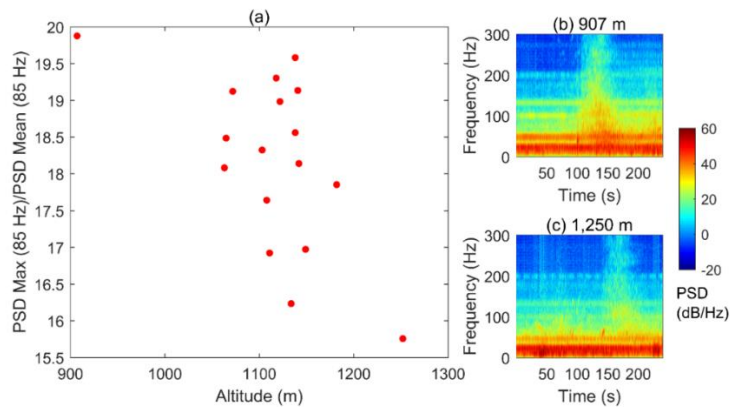 (a)
20
19.5
19
18.5
18
17.5
17
16.5
16
15.5
PSD Max (85 Hz)/PSD Mean (85 Hz)
900 1000 1100 1200 1300
Altitude (m)
(b) 907 m
300
200
100
0
Frequency (Hz)
50 100 150 200
Time (s)
(c) 1,250 m
300
200
100
0
Frequency (Hz)
50 100 150 200
Time (s)
60
40
20
0
-20
PSD
(dB/Hz)